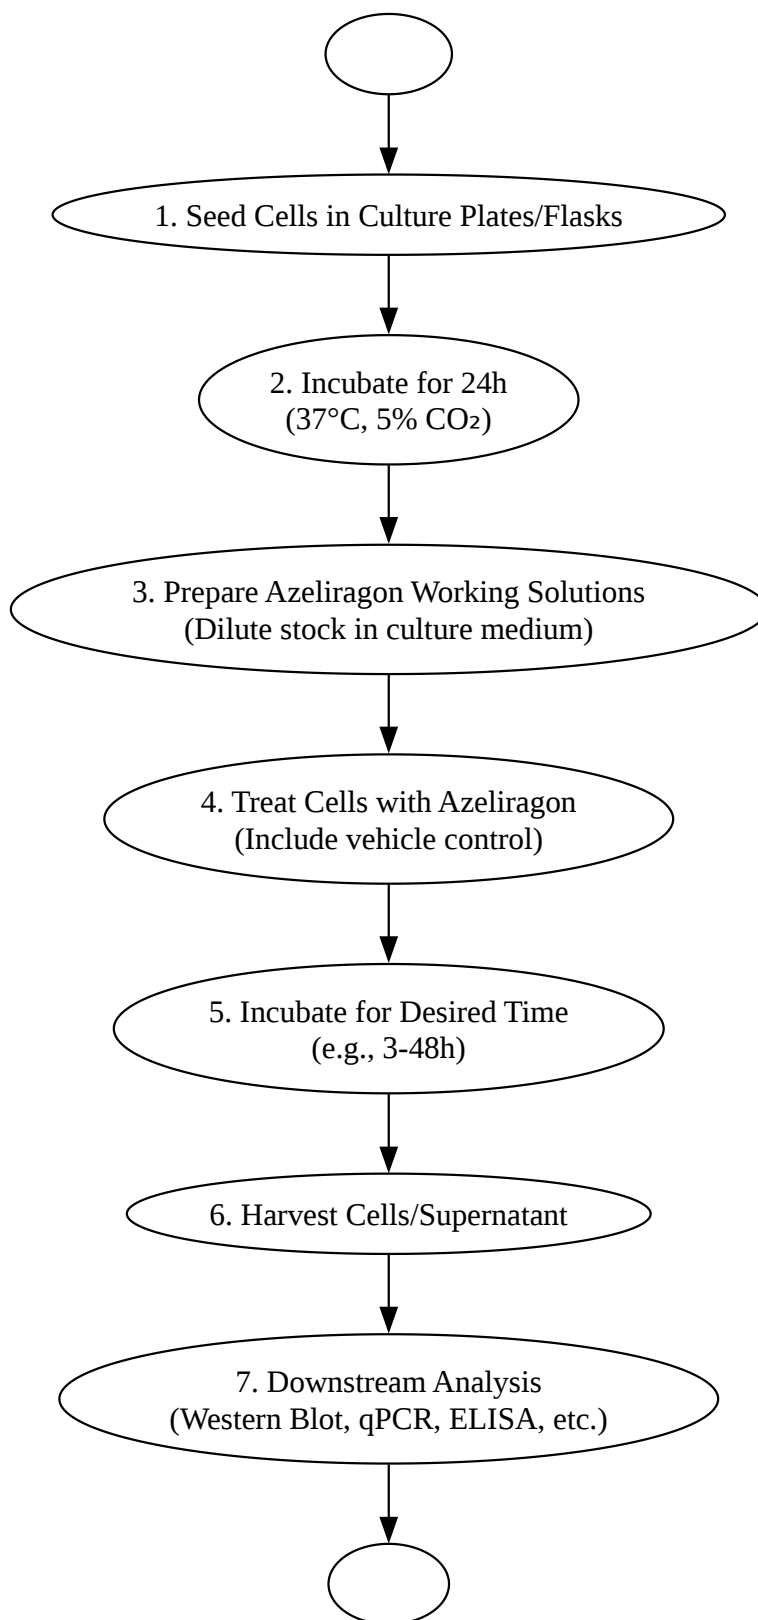 1. Seed Cells in Culture Plates/Flasks
2. Incubate for 24h
(37°C, 5% CO₂)
3. Prepare Azeliragon Working Solutions
(Dilute stock in culture medium)
4. Treat Cells with Azeliragon
(Include vehicle control)
5. Incubate for Desired Time
(e.g., 3-48h)
6. Harvest Cells/Supernatant
7. Downstream Analysis
(Western Blot, qPCR, ELISA, etc.)